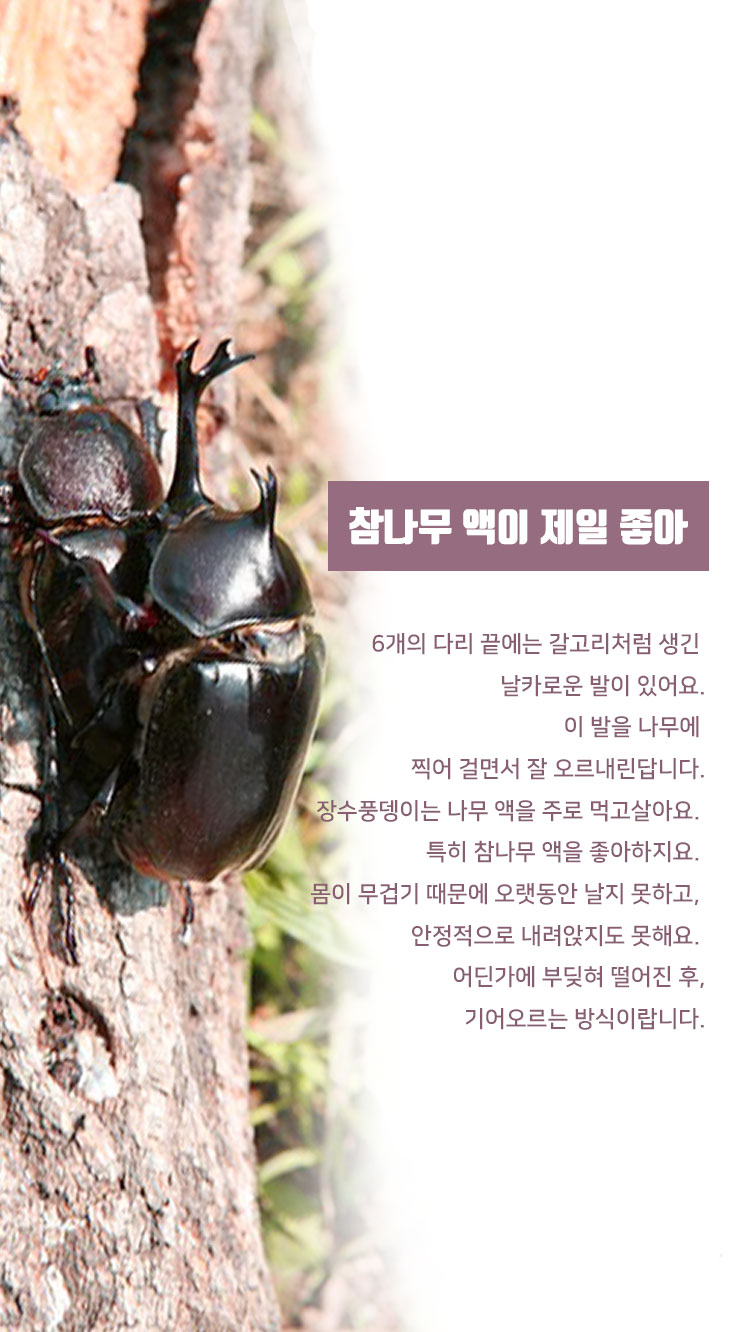 참나무 액이 제일 좋아
6개의 다리 끝에는 갈고리처럼 생긴
날카로운 발이 있어요.
이 발을 나무에
찍어 걸면서 잘 오르내린답니다.
장수풍뎅이는 나무 액을 주로 먹고살아요.
특히 참나무 액을 좋아하지요.
몸이 무겁기 때문에 오랫동안 날지 못하고,
안정적으로 내려앉지도 못해요.
어딘가에 부딪혀 떨어진 후,
기어오르는 방식이랍니다.